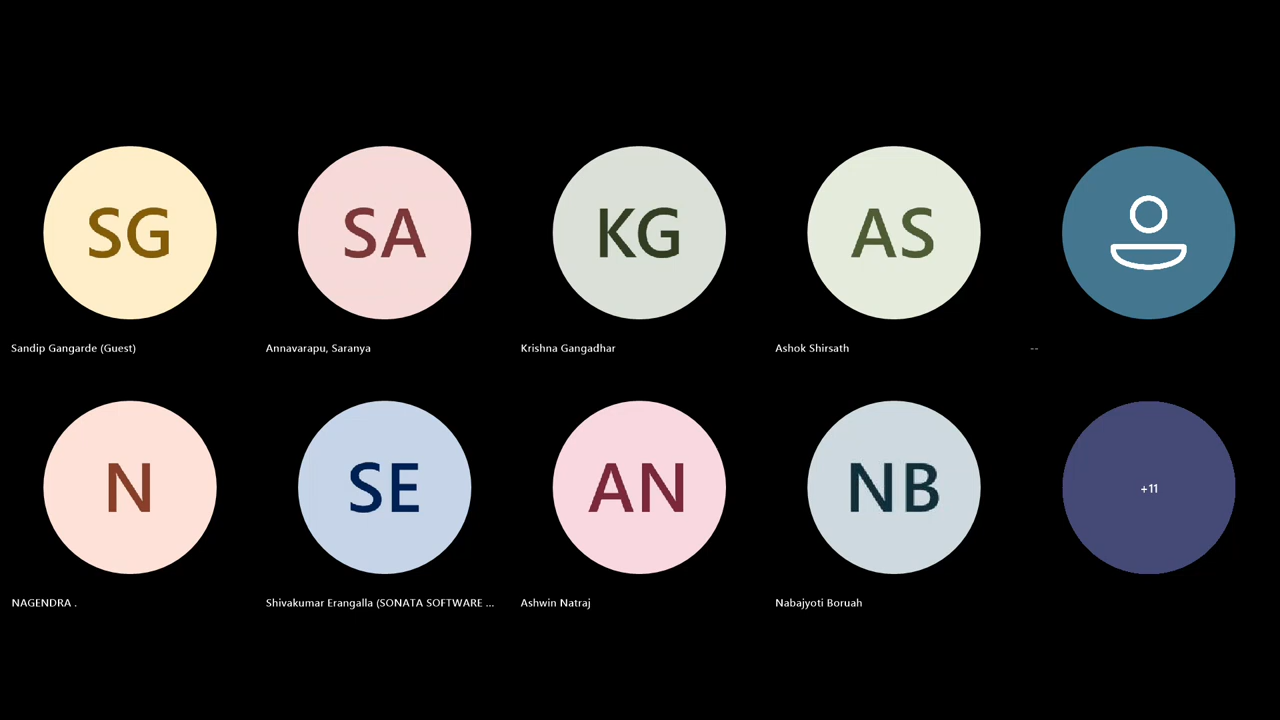 SG SA KG AS
Sandip Gangarde (Guest) Annavarapu, Saranya Krishna Gangadhar Ashok Shirsath --
N SE AN NB +11
NAGENDRA . Shivakumar Erangalla (SONATA SOFTWARE ... Ashwin Natraj Nabajyoti Boruah